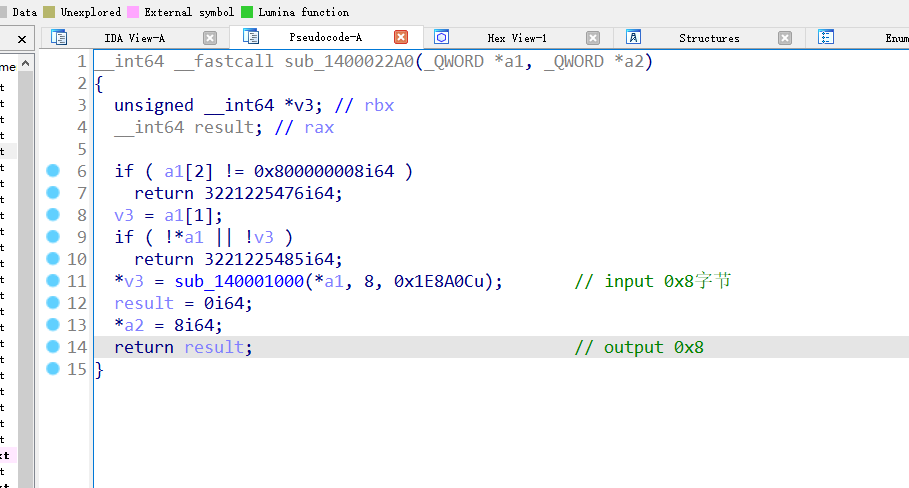 Data Unexplored External symbol Lumina function
IDA View-A Pseudocode-A Hex View-1 Structures Enum
1 __int64 __fastcall sub_1400022A0(_QWORD *a1, _QWORD *a2)
2 {
3 unsigned __int64 *v3; // rbx
4 __int64 result; // rax
5
6 if ( a1[2] != 0x800000008i64 )
7 return 3221225476i64;
8 v3 = a1[1];
9 if ( !*a1 || !v3 )
10 return 3221225485i64;
11 *v3 = sub_140001000(*a1, 8, 0x1E8A0Cu); // input 0x8字节
12 result = 0i64;
13 *a2 = 8i64;
14 return result; // output 0x8
15 }